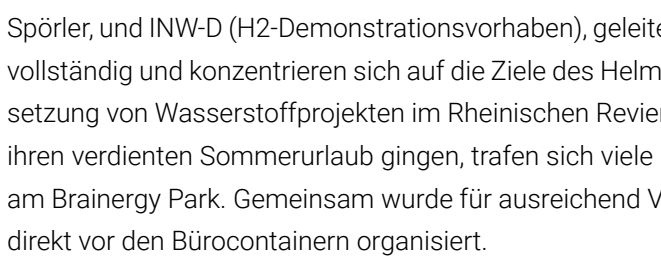 Spörler, und INW-D (H2-Demonstrationsvorhaben), geleite
vollständig und konzentrieren sich auf die Ziele des Helm
setzung von Wasserstoffprojekten im Rheinischen Revier
ihren verdienten Sommerurlaub gingen, trafen sich viele
am Brainergy Park. Gemeinsam wurde für ausreichend V
direkt vor den Bürocontainern organisiert.